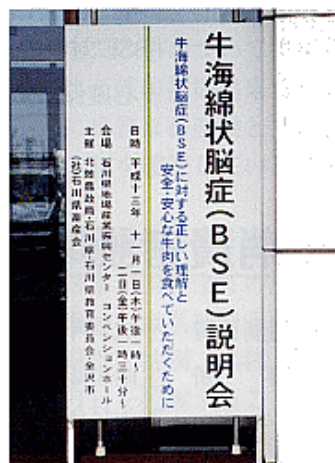 牛海綿状脳症(BSE)説明会
牛海綿状脳症(BSE)に対する正しい理解と
安全・安心な牛肉を食べていただくために
日時 平成十三年 十一月一日(木)午後一時~
二日(金)午後一時三十分~
会場 石川県地場産業振興センター コンベンションホール
主催 北陸農政局・石川県・石川県教育委員会・金沢市
(社)石川県畜産会